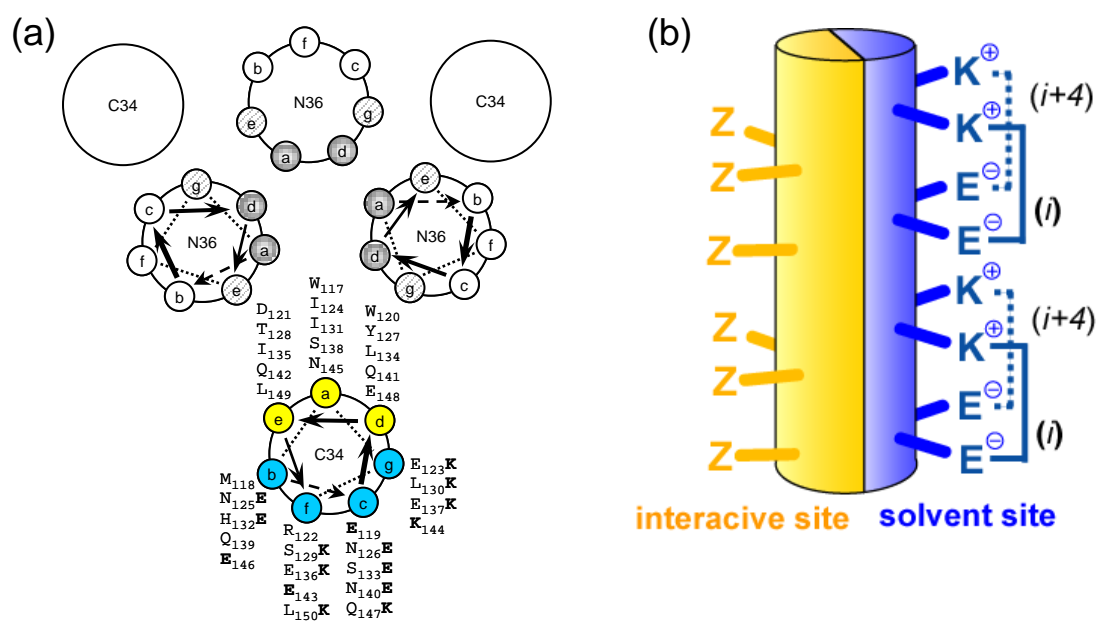 (a)
(b)
C34
N36
C34
f
b
c
e
g
a
d
N36
g
c
d
f
a
b
e
N36
e
a
b
d
f
g
c
D121
T128
I135
Q142
L149
W117
I124
I131
S138
N145
W120
Y127
L134
Q141
E148
C34
a
e
d
b
g
f
c
M118
N125E
H132E
Q139
E146
R122
S129K
E136K
E143
L150K
E119
N126E
S133E
N140E
Q147K
E123K
L130K
E137K
K144
Z
Z
Z
Z
Z
Z
K⊕
K⊕
E⊖
E⊖
K⊕
K⊕
E⊖
E⊖
(i+4)
(i)
(i+4)
(i)
interacive site
solvent site